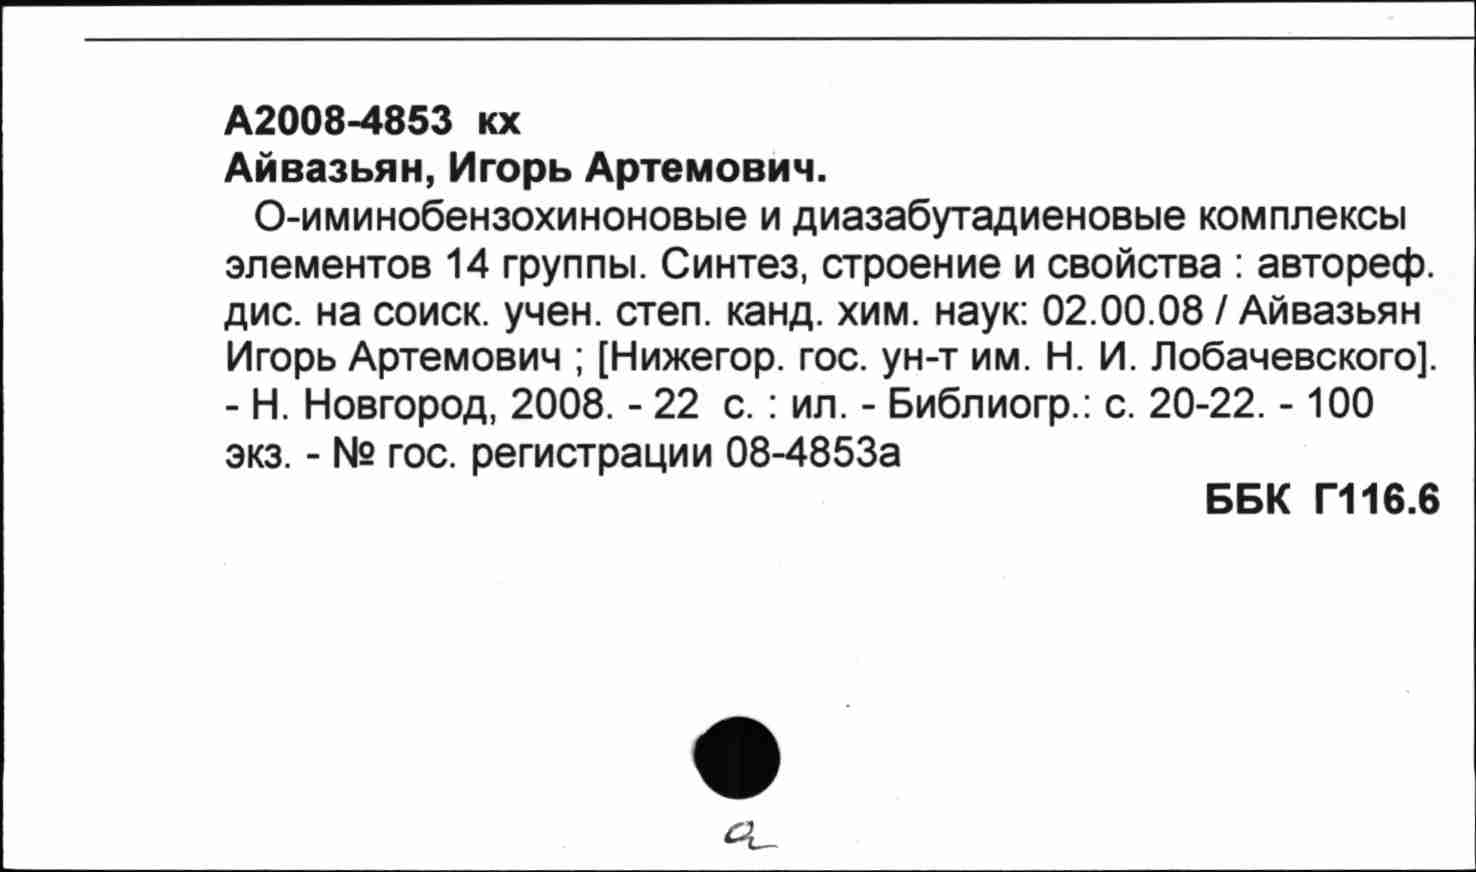 А2008-4853 кх
Айвазьян, Игорь Артемович.
О-иминобензохиноновые и диазабутадиеновые комплексы
элементов 14 группы. Синтез, строение и свойства : автореф.
дис. на соиск. учен. степ. канд. хим. наук: 02.00.08 / Айвазьян
Игорь Артемович ; [Нижегор. гос. ун-т им. Н. И. Лобачевского].
- Н. Новгород, 2008. - 22 с. : ил. - Библиогр.: с. 20-22. - 100
экз. - № гос. регистрации 08-4853а
ББК Г116.6
а